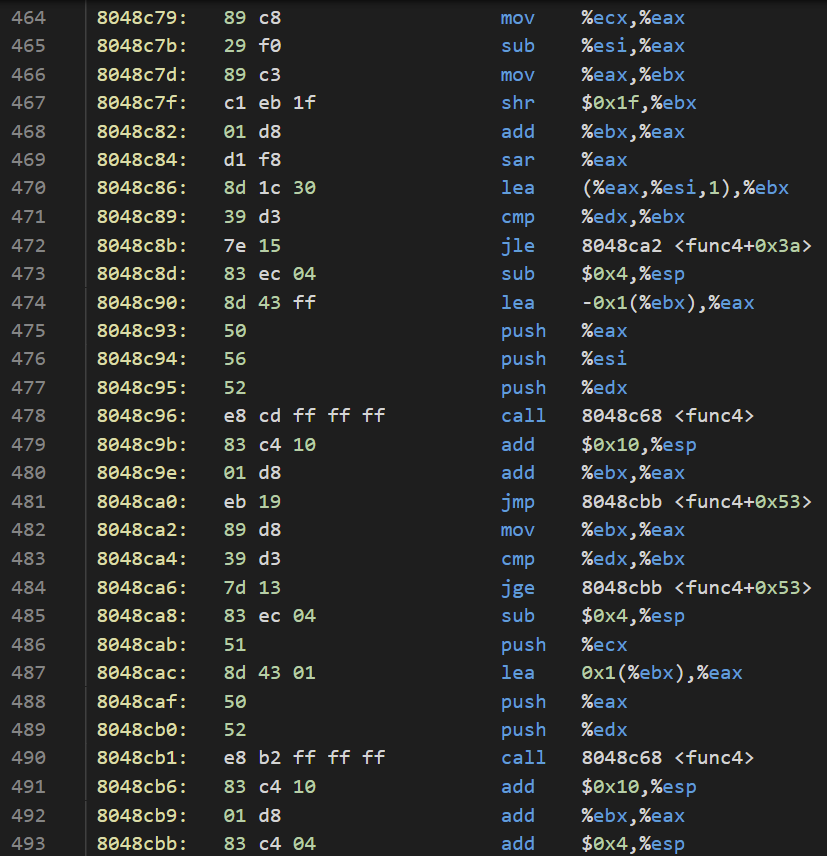 464 8048c79: 89 c8 mov %ecx,%eax
465 8048c7b: 29 f0 sub %esi,%eax
466 8048c7d: 89 c3 mov %eax,%ebx
467 8048c7f: c1 eb 1f shr $0x1f,%ebx
468 8048c82: 01 d8 add %ebx,%eax
469 8048c84: d1 f8 sar %eax
470 8048c86: 8d 1c 30 lea (%eax,%esi,1),%ebx
471 8048c89: 39 d3 cmp %edx,%ebx
472 8048c8b: 7e 15 jle 8048ca2 <func4+0x3a>
473 8048c8d: 83 ec 04 sub $0x4,%esp
474 8048c90: 8d 43 ff lea -0x1(%ebx),%eax
475 8048c93: 50 push %eax
476 8048c94: 56 push %esi
477 8048c95: 52 push %edx
478 8048c96: e8 cd ff ff ff call 8048c68 <func4>
479 8048c9b: 83 c4 10 add $0x10,%esp
480 8048c9e: 01 d8 add %ebx,%eax
481 8048ca0: eb 19 jmp 8048cbb <func4+0x53>
482 8048ca2: 89 d8 mov %ebx,%eax
483 8048ca4: 39 d3 cmp %edx,%ebx
484 8048ca6: 7d 13 jge 8048cbb <func4+0x53>
485 8048ca8: 83 ec 04 sub $0x4,%esp
486 8048cab: 51 push %ecx
487 8048cac: 8d 43 01 lea 0x1(%ebx),%eax
488 8048caf: 50 push %eax
489 8048cb0: 52 push %edx
490 8048cb1: e8 b2 ff ff ff call 8048c68 <func4>
491 8048cb6: 83 c4 10 add $0x10,%esp
492 8048cb9: 01 d8 add %ebx,%eax
493 8048cbb: 83 c4 04 add $0x4,%esp